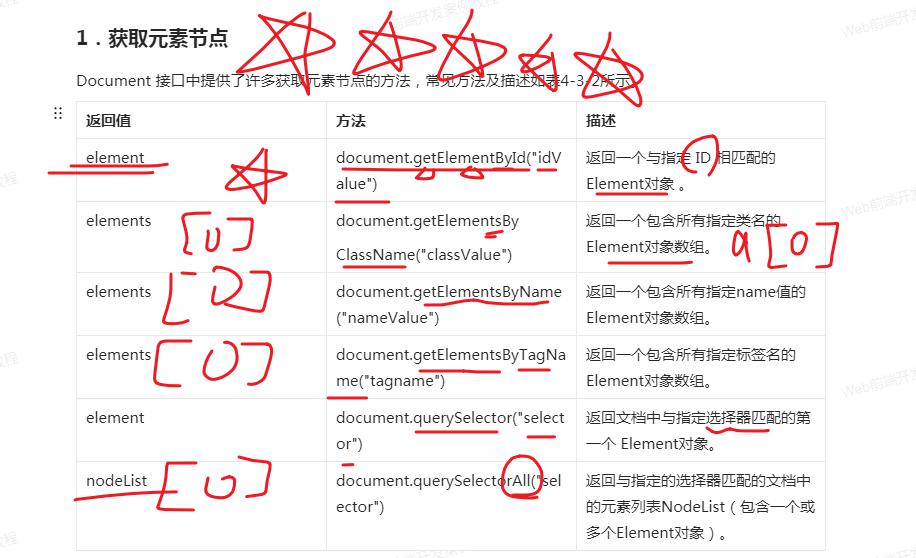 1．获取元素节点
Document 接口中提供了许多获取元素节点的方法，常见方法及描述如表4-3-2所示。
返回值 方法 描述
element
document.getElementById("idV
alue")
返回一个与指定 ID 相匹配的
Element对象 。
elements
[0]
document.getElementsBy
ClassName("classValue")
返回一个包含所有指定类名的
Element对象数组。
a[0]
elements
[0]
document.getElementsByName
("nameValue")
返回一个包含所有指定name值的
Element对象数组。
elements
[0]
document.getElementsByTagNa
me("tagname")
返回一个包含所有指定标签名的
Element对象数组。
element
document.querySelector("select
or")
返回文档中与指定选择器匹配的第
一个 Element对象。
nodeList
[0]
document.querySelectorAll("sel
ector")
返回与指定的选择器匹配的文档中
的元素列表NodeList（包含一个或
多个Element对象）。